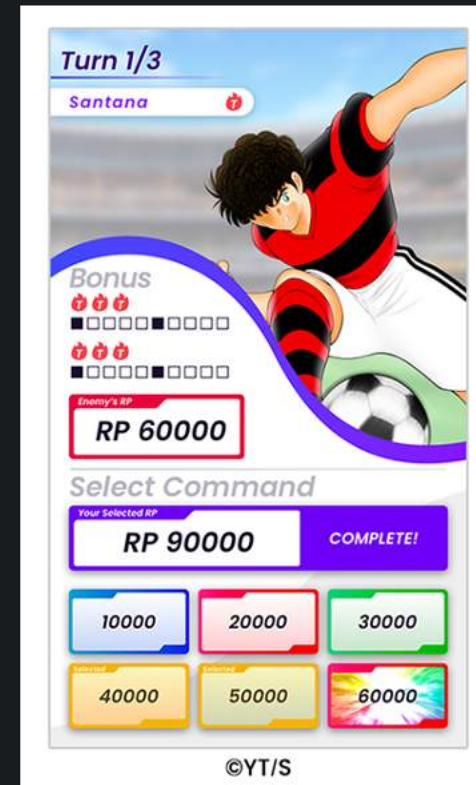 Turn 1/3
Santana
T
Bonus
T T T
■□□□□■□□□□
T T T
■□□□□■□□□□
Enemy's RP
RP 60000
Select Command
Your Selected RP
RP 90000
COMPLETE!
10000 20000 30000
Selected Selected
40000 50000 60000
©YT/S